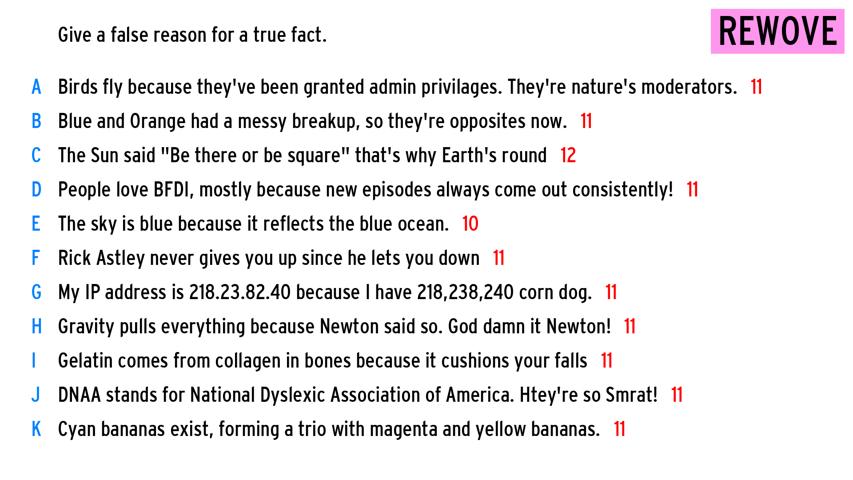 Give a false reason for a true fact.
REWOVE
A Birds fly because they've been granted admin privilages. They're nature's moderators. 11
B Blue and Orange had a messy breakup, so they're opposites now. 11
C The Sun said "Be there or be square" that's why Earth's round 12
D People love BFDI, mostly because new episodes always come out consistently! 11
E The sky is blue because it reflects the blue ocean. 10
F Rick Astley never gives you up since he lets you down 11
G My IP address is 218.23.82.40 because I have 218,238,240 corn dog. 11
H Gravity pulls everything because Newton said so. God damn it Newton! 11
I Gelatin comes from collagen in bones because it cushions your falls 11
J DNAA stands for National Dyslexic Association of America. Htey're so Smrat! 11
K Cyan bananas exist, forming a trio with magenta and yellow bananas. 11